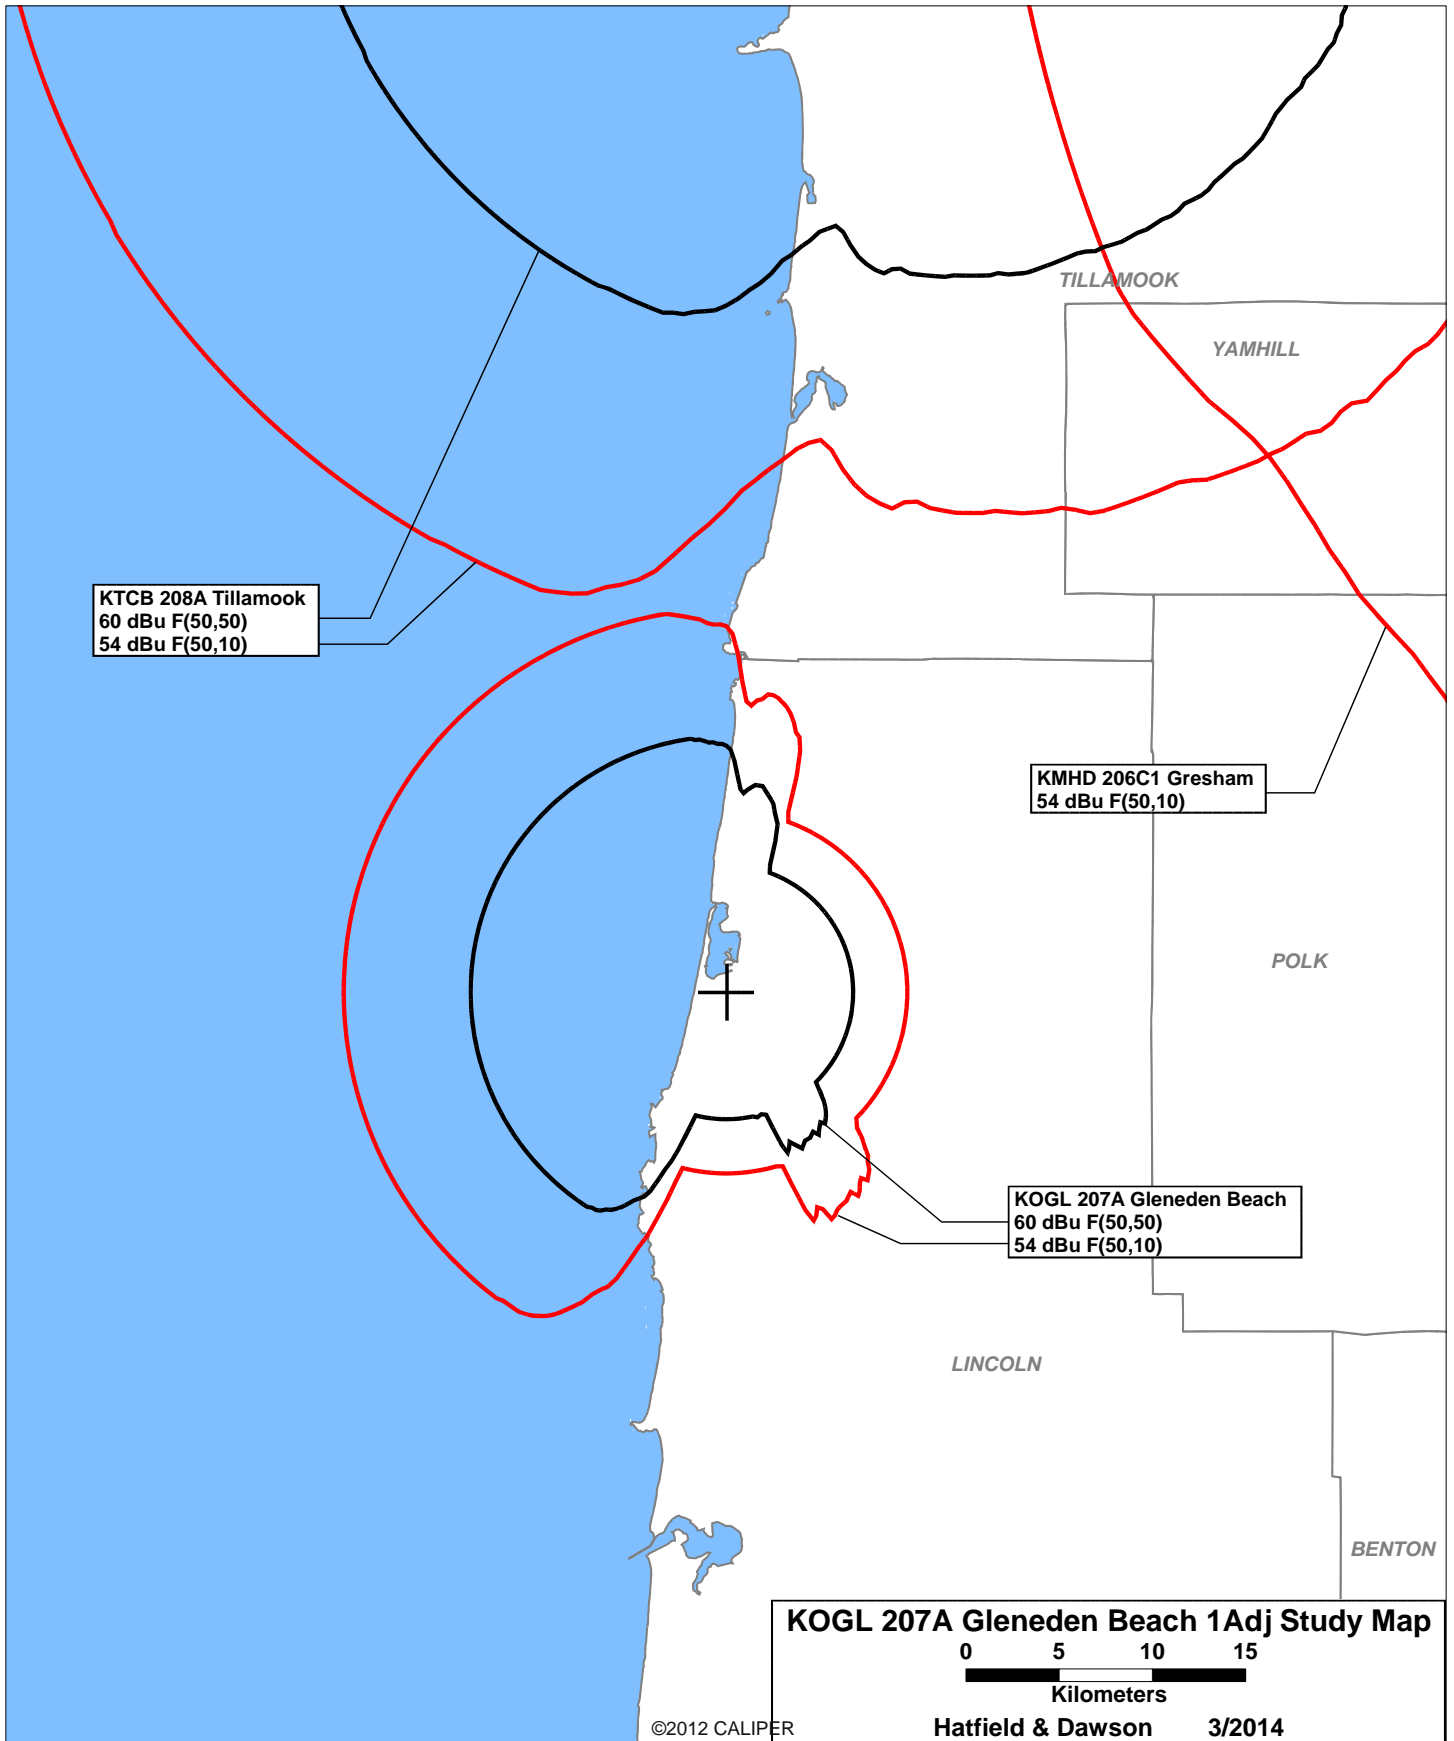 TILLAMOOK
YAMHILL
KTCB 208A Tillamook
60 dBu F(50,50)
54 dBu F(50,10)
KMHD 206C1 Gresham
54 dBu F(50,10)
POLK
KOGL 207A Gleneden Beach
60 dBu F(50,50)
54 dBu F(50,10)
LINCOLN
BENTON
KOGL 207A Gleneden Beach 1Adj Study Map
0 5 10 15
Kilometers
©2012 CALIPER
Hatfield & Dawson 3/2014